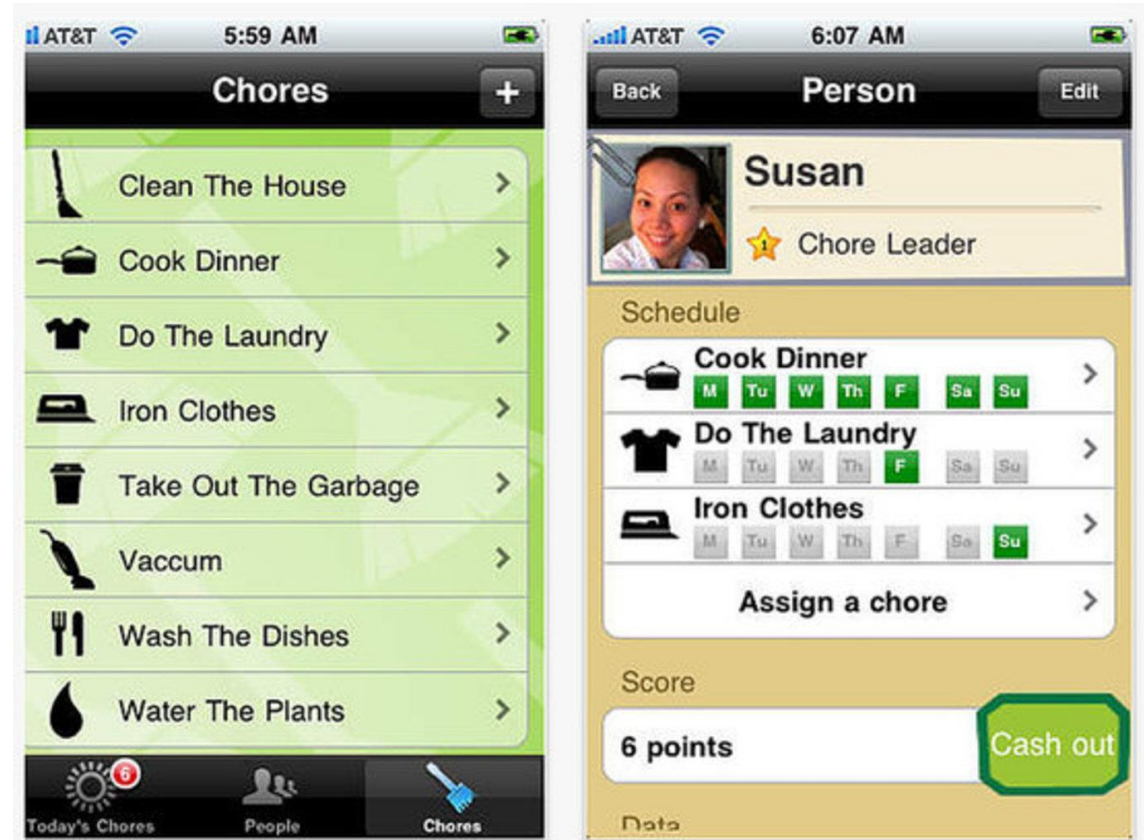 AT&T 5:59 AM
Chores +
Clean The House
Cook Dinner
Do The Laundry
Iron Clothes
Take Out The Garbage
Vaccum
Wash The Dishes
Water The Plants
6
Today's Chores People Chores
AT&T 6:07 AM
Back Person Edit
Susan
1 Chore Leader
Schedule
Cook Dinner
M Tu W Th F Sa Su
Do The Laundry
M Tu W Th F Sa Su
Iron Clothes
M Tu W Th F Sa Su
Assign a chore
Score
6 points Cash out
Data